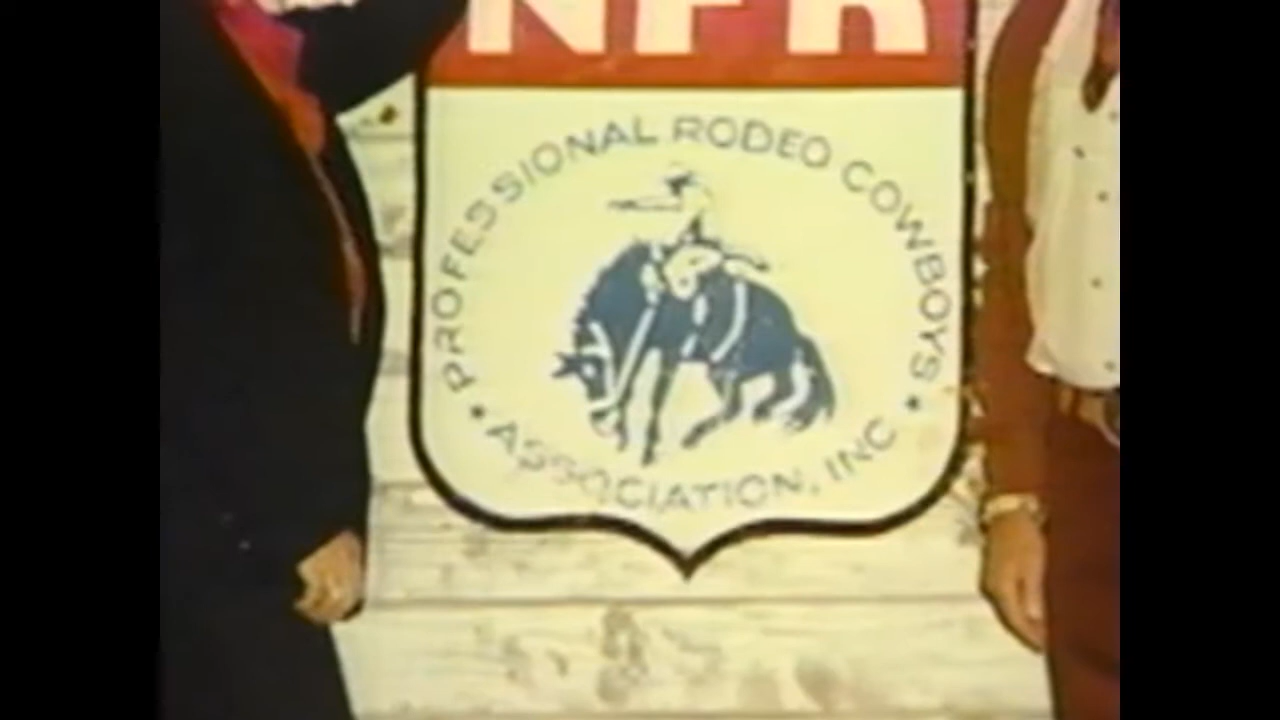 NFR
PROFESSIONAL RODEO COWBOYS
• ASSOCIATION, INC •